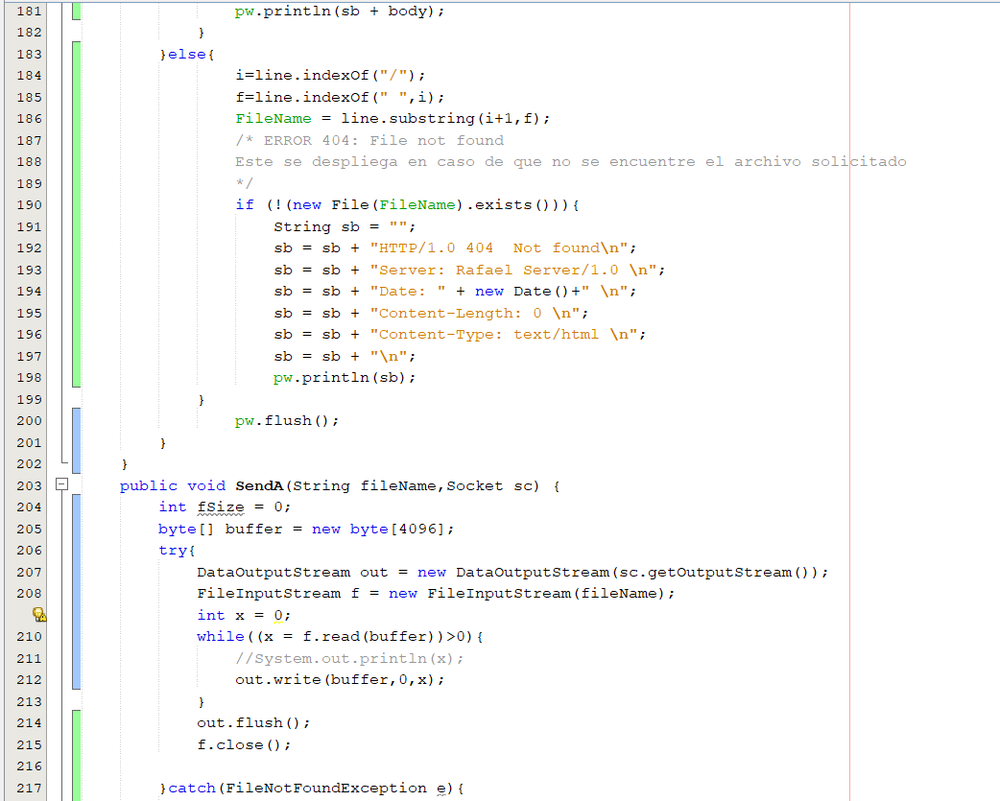 181 pw.println(sb + body);
182 }
183 }else{
184 i=line.indexOf("/");
185 f=line.indexOf(" ",i);
186 FileName = line.substring(i+1,f);
187 /* ERROR 404: File not found
188 Este se despliega en caso de que no se encuentre el archivo solicitado
189 */
190 if (!(new File(FileName).exists())){
191 String sb = "";
192 sb = sb + "HTTP/1.0 404  Not found\n";
193 sb = sb + "Server: Rafael Server/1.0 \n";
194 sb = sb + "Date: " + new Date()+" \n";
195 sb = sb + "Content-Length: 0 \n";
196 sb = sb + "Content-Type: text/html \n";
197 sb = sb + "\n";
198 pw.println(sb);
199 }
200 pw.flush();
201 }
202 }
203 public void SendA(String fileName,Socket sc) {
204 int fSize = 0;
205 byte[] buffer = new byte[4096];
206 try{
207 DataOutputStream out = new DataOutputStream(sc.getOutputStream());
208 FileInputStream f = new FileInputStream(fileName);
int x = 0;
210 while((x = f.read(buffer))>0){
211 //System.out.println(x);
212 out.write(buffer,0,x);
213 }
214 out.flush();
215 f.close();
216
217 }catch(FileNotFoundException e){